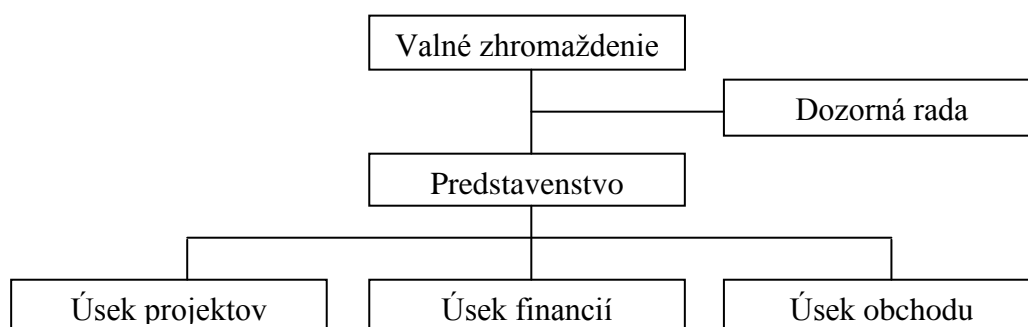 Valné zhromaždenie
Dozorná rada
Predstavenstvo
Úsek projektov
Úsek financií
Úsek obchodu